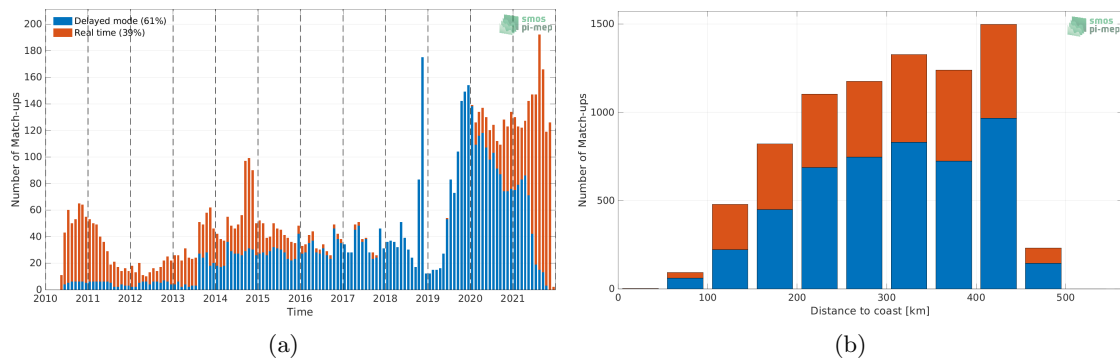 Delayed mode (61%)
Real time (39%)
smos
pi-mep
Number of Match-ups
200
180
160
140
120
100
80
60
40
20
0
2010 2011 2012 2013 2014 2015 2016 2017 2018 2019 2020 2021
Time
(a)
smos
pi-mep
Number of Match-ups
1500
1000
500
0
0 100 200 300 400 500
Distance to coast [km]
(b)